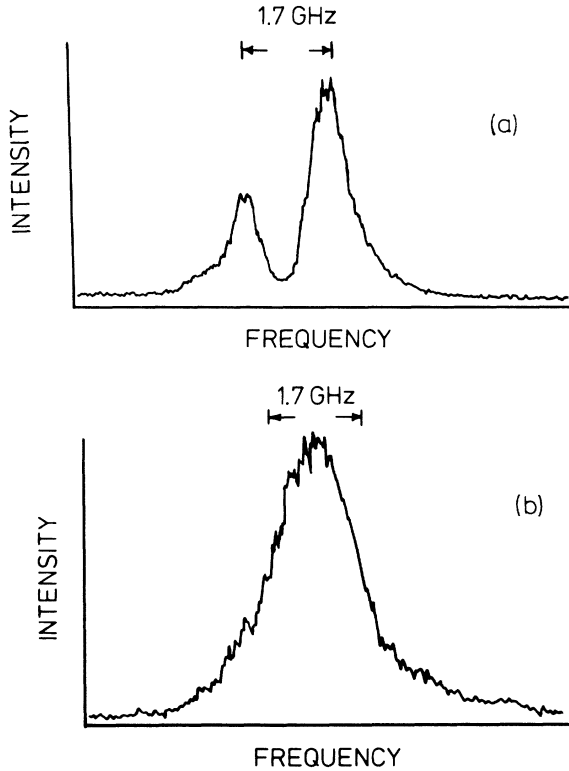 1.7 GHz
(a)
INTENSITY
FREQUENCY
1.7 GHz
(b)
INTENSITY
FREQUENCY